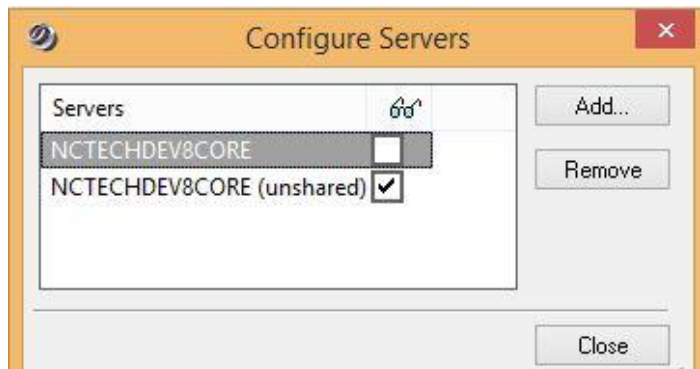 Configure Servers
Servers
Add...
NCTECHDEV8CORE
Remove
NCTECHDEV8CORE (unshared)
Close